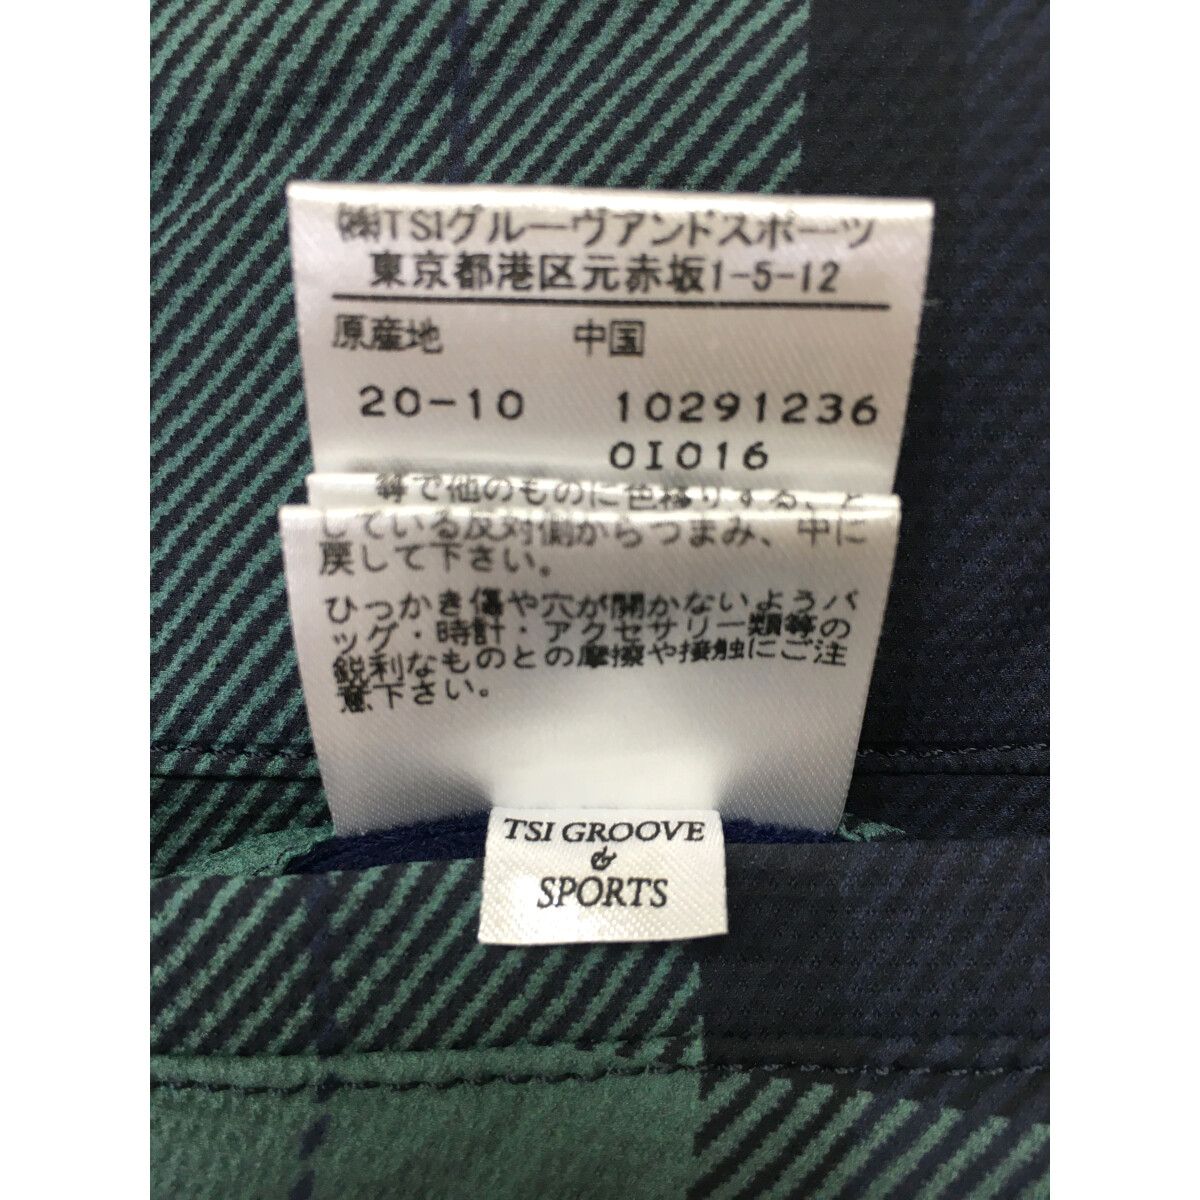 ㈱TSIグルーヴアンドスポーツ
東京都港区元赤坂1-5-12
原産地 中国
20-10 10291236
0I016
等で他のものに色移りする、と
している反対側からつまみ、中に
戻して下さい。
ひっかき傷や穴が開かないようバ
ッグ・時計・アクセサリー類等の
鋭利なものとの摩擦や接触にご注
意下さい。
TSI GROOVE
&
SPORTS